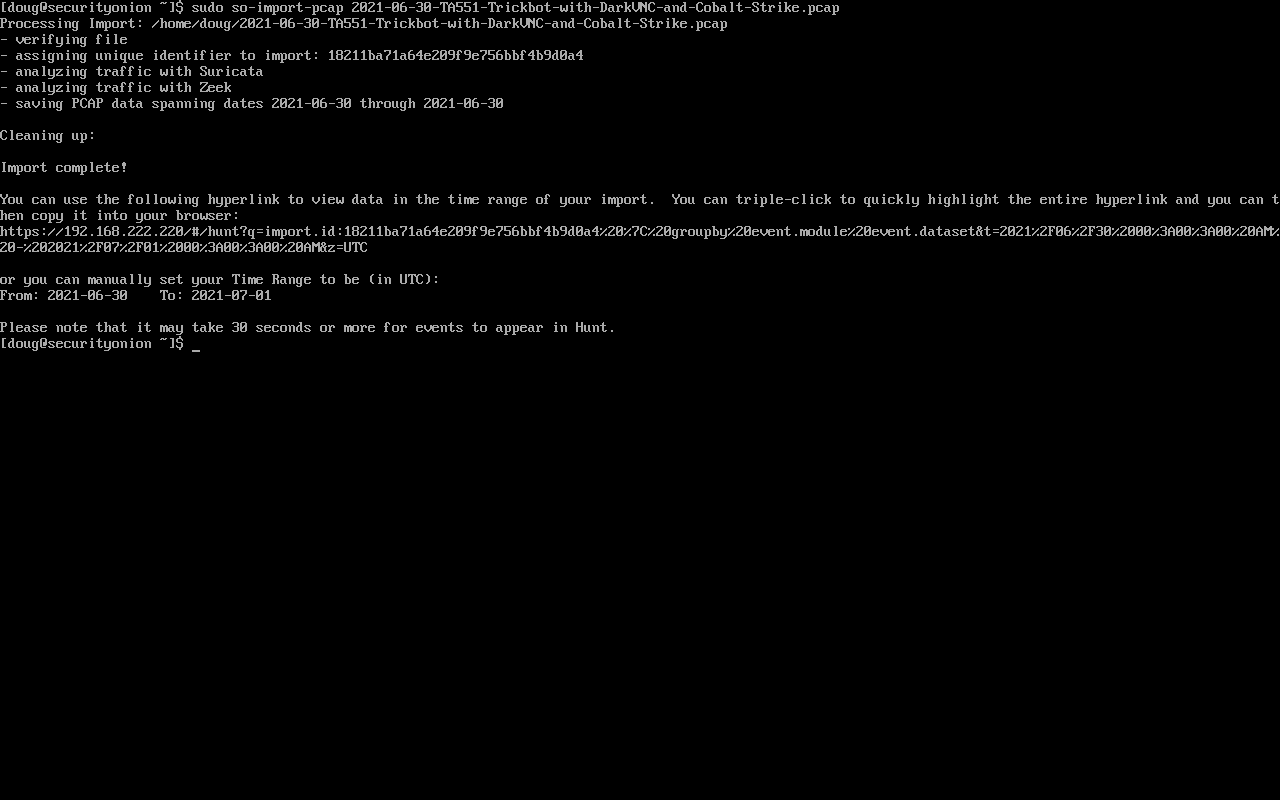 [doug@securityonion ~]$ sudo so-import-pcap 2021-06-30-TA551-Trickbot-with-DarkVNC-and-Cobalt-Strike.pcap
Processing Import: /home/doug/2021-06-30-TA551-Trickbot-with-DarkVNC-and-Cobalt-Strike.pcap
- verifying file
- assigning unique identifier to import: 18211ba71a64e209f9e756bbf4b9d0a4
- analyzing traffic with Suricata
- analyzing traffic with Zeek
- saving PCAP data spanning dates 2021-06-30 through 2021-06-30
Cleaning up:
Import complete!
You can use the following hyperlink to view data in the time range of your import.  You can triple-click to quickly highlight the entire hyperlink and you can t
hen copy it into your browser:
https://192.168.222.220/#/hunt?q=import.id:18211ba71a64e209f9e756bbf4b9d0a4%20%7C%20groupby%20event.module%20event.dataset&t=2021%2F06%2F30%2000%3A00%3A00%20AM%
20-%202021%2F07%2F01%2000%3A00%3A00%20AM&z=UTC
or you can manually set your Time Range to be (in UTC):
From: 2021-06-30    To: 2021-07-01
Please note that it may take 30 seconds or more for events to appear in Hunt.
[doug@securityonion ~]$ _